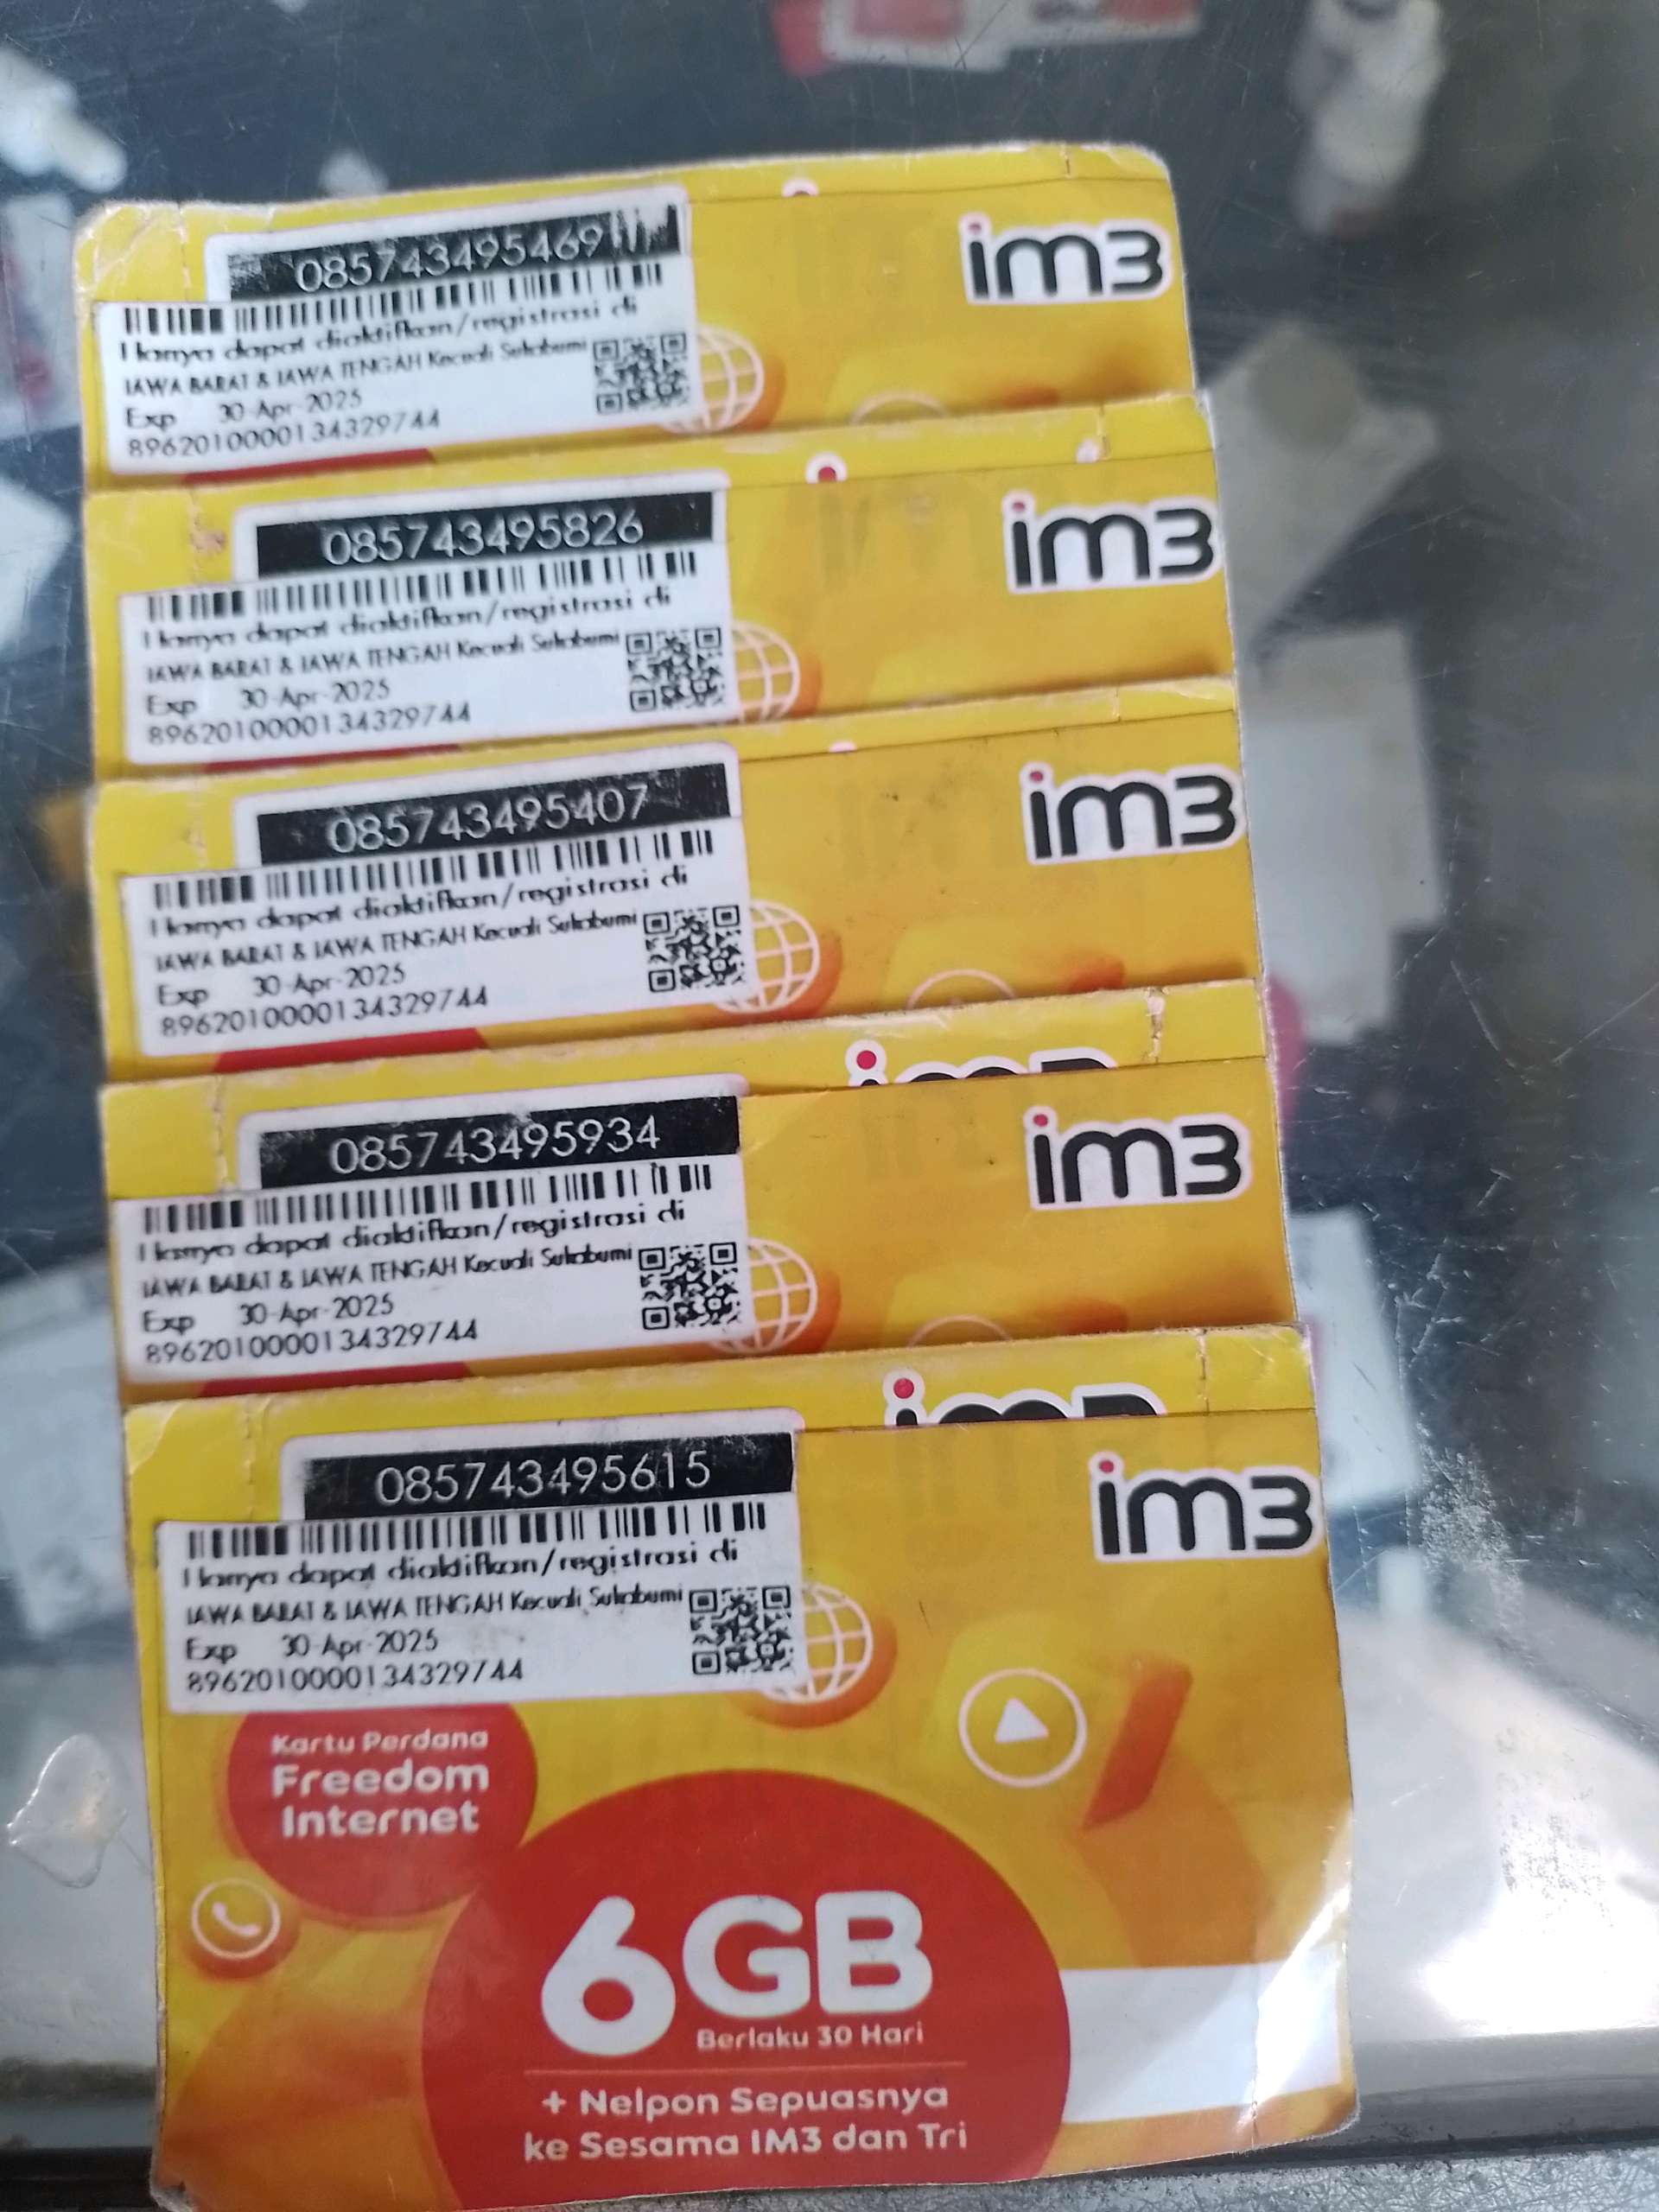 085743495469
im3
Hanya dapat diaktifkan/registrasi di
JAWA BARAT & JAWA TENGAH Kecuali Sukabumi
Exp 30-Apr-2025
8962010000134329744
085743495826
im3
Hanya dapat diaktifkan/registrasi di
JAWA BARAT & JAWA TENGAH Kecuali Sukabumi
Exp 30-Apr-2025
8962010000134329744
085743495407
im3
Hanya dapat diaktifkan/registrasi di
JAWA BARAT & JAWA TENGAH Kecuali Sukabumi
Exp 30-Apr-2025
8962010000134329744
im3
085743495934
im3
Hanya dapat diaktifkan/registrasi di
JAWA BARAT & JAWA TENGAH Kecuali Sukabumi
Exp 30-Apr-2025
8962010000134329744
im3
085743495615
im3
Hanya dapat diaktifkan/registrasi di
JAWA BARAT & JAWA TENGAH Kecuali Sukabumi
Exp 30-Apr-2025
8962010000134329744
Kartu Perdana
Freedom
Internet
6GB
Berlaku 30 Hari
+ Nelpon Sepuasnya
ke Sesama IM3 dan Tri